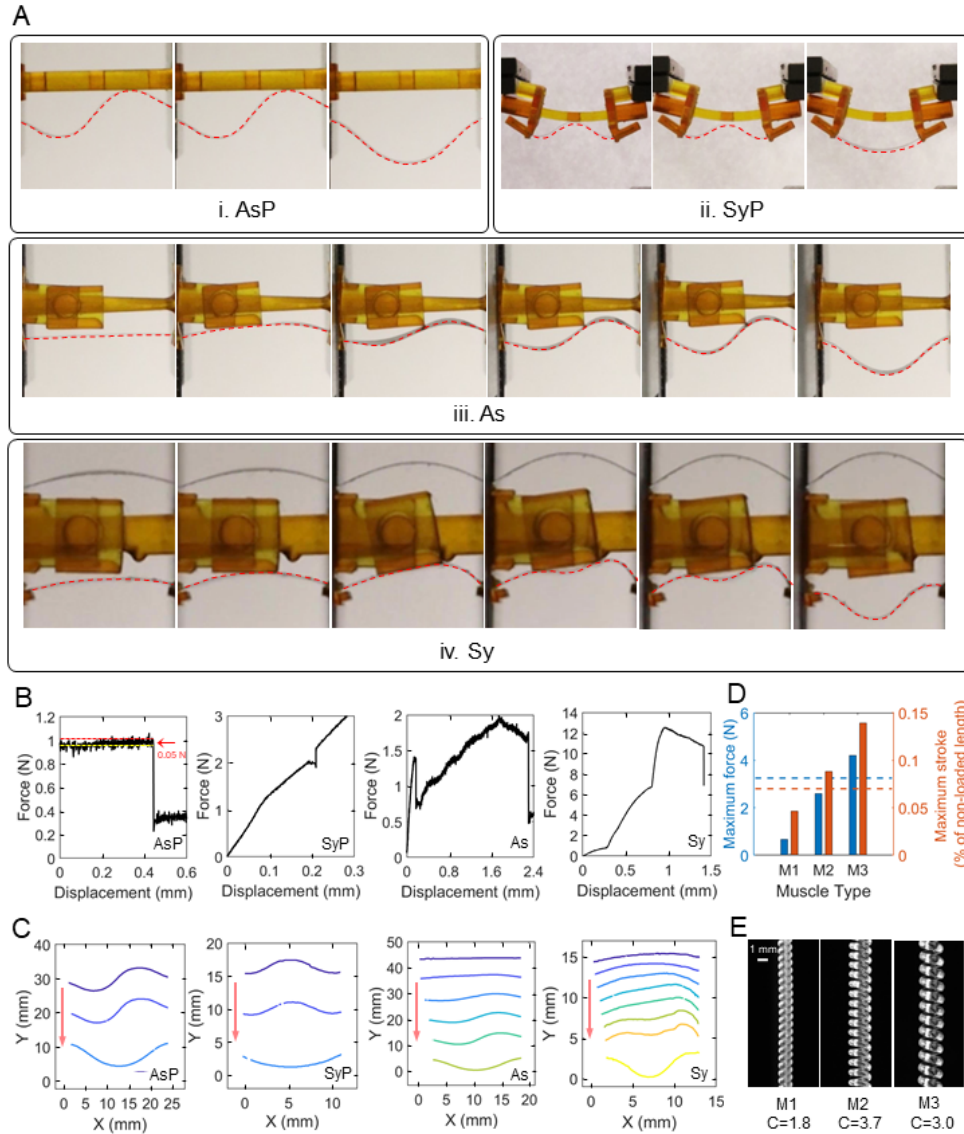 A
i. AsP
ii. SyP
iii. As
iv. Sy
B
1.2
1
0.8
0.6
0.4
0.2
0
Force (N)
0.05 N
AsP
0 0.2 0.4 0.6
Displacement (mm)
3
2
1
0
Force (N)
SyP
0 0.1 0.2 0.3
Displacement (mm)
2
1.5
1
0.5
0
Force (N)
As
0 0.8 1.6 2.4
Displacement (mm)
14
12
10
8
6
4
2
0
Force (N)
Sy
0 0.5 1 1.5
Displacement (mm)
D
6
4
2
0
Maximum force (N)
0.15
0.10
0.05
0
Maximum stroke
(% of non-loaded length)
M1 M2 M3
Muscle Type
C
40
30
20
10
0
Y (mm)
AsP
0 5 10 15 20 25
X (mm)
20
15
10
5
0
Y (mm)
SyP
0 5 10
X (mm)
50
40
30
20
10
0
Y (mm)
As
0 5 10 15 20 25
X (mm)
15
10
5
0
Y (mm)
Sy
0 5 10 15
X (mm)
E
1 mm
M1 M2 M3
C=1.8 C=3.7 C=3.0